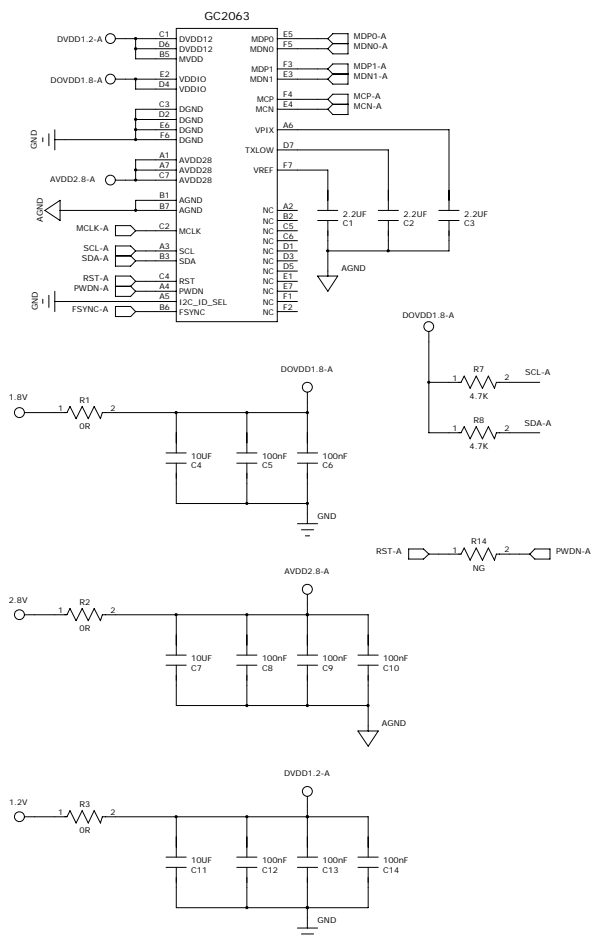 GC2063
DVDD1.2-A C1 DVDD12 MDP0 E5 MDP0-A
D6 DVDD12 MDN0 F5 MDN0-A
B5 MVDD
DOVDD1.8-A E2 VDDIO MDP1 F3 MDP1-A
D4 VDDIO MDN1 E3 MDN1-A
MCP F4 MCP-A
C3 DGND MCN E4 MCN-A
D2 DGND
E6 DGND VPIX A6
GND F6 DGND
TXLOW D7
A1 AVDD28
A7 AVDD28 VREF F7
AVDD2.8-A C7 AVDD28
B1 AGND
AGND B7 AGND NC A2
NC B2
MCLK-A C2 MCLK NC C5
NC C6
SCL-A A3 SCL NC D1
SDA-A B3 SDA NC D3
NC D5
RST-A C4 RST NC E1
PWDN-A A4 PWDN NC E7
GND A5 I2C_ID_SEL NC F1
FSYNC-A B6 FSYNC NC F2
2.2UF 2.2UF 2.2UF
C1 C2 C3
AGND
DOVDD1.8-A
R7
1 2 SCL-A
4.7K
R8
1 2 SDA-A
4.7K
DOVDD1.8-A
1.8V R1
1 2
0R
10UF 100nF 100nF
C4 C5 C6
GND
R14
RST-A 1 2 PWDN-A
NG
AVDD2.8-A
2.8V R2
1 2
0R
10UF 100nF 100nF 100nF
C7 C8 C9 C10
AGND
DVDD1.2-A
1.2V R3
1 2
0R
10UF 100nF 100nF 100nF
C11 C12 C13 C14
GND